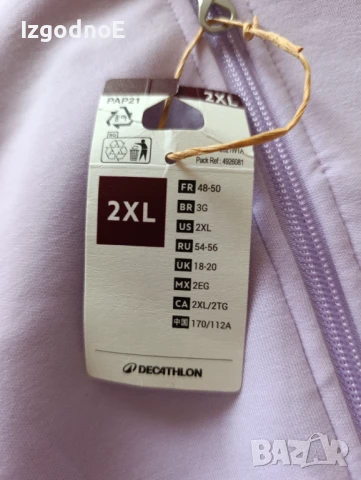 IzgodnoE
PAP21
2XL
Pack Ref : 4926081
2XL
FR 48-50
BR 3G
US 2XL
RU 54-56
UK 18-20
MX 2EG
CA 2XL/2TG
中国 170/112A
DECATHLON
BAZAR